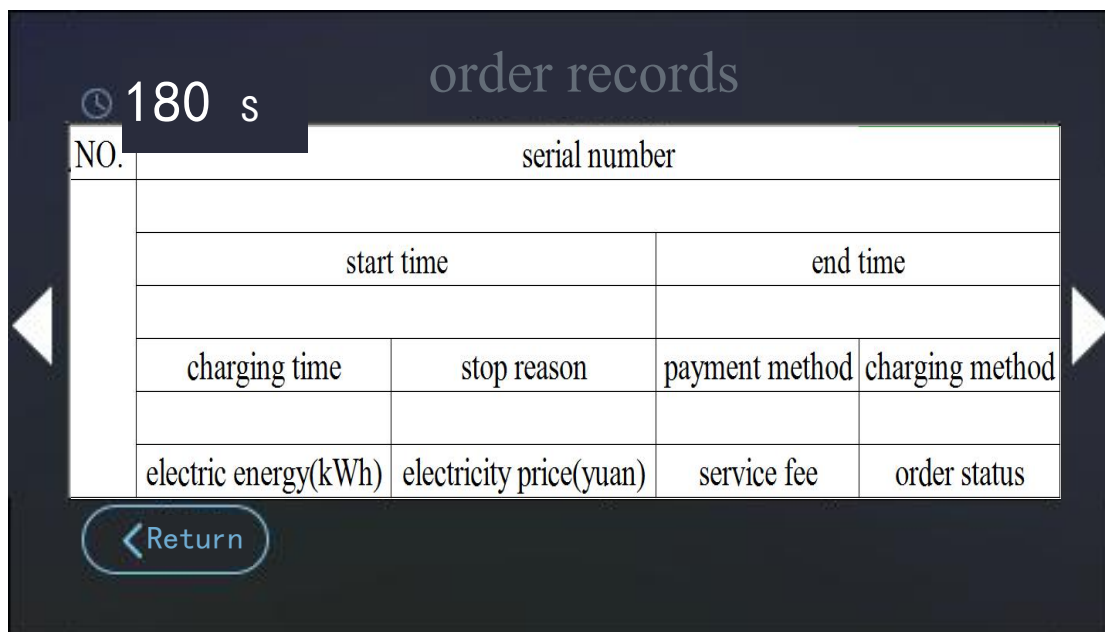 order records
180 s
NO. serial number
start time end time
charging time stop reason payment method charging method
electric energy(kWh) electricity price(yuan) service fee order status
Return